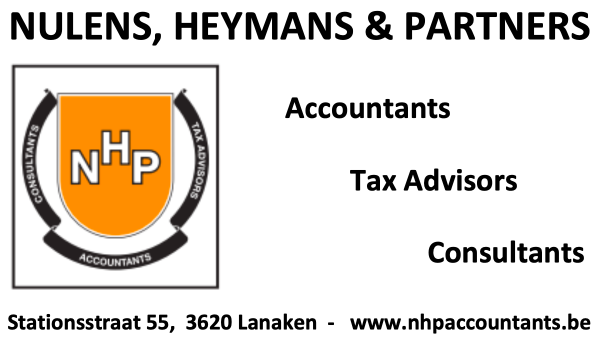 NULENS, HEYMANS & PARTNERS
CONSULTANTS
TAX ADVISORS
NHP
ACCOUNTANTS
Accountants
Tax Advisors
Consultants
Stationsstraat 55, 3620 Lanaken - www.nhpaccountants.be